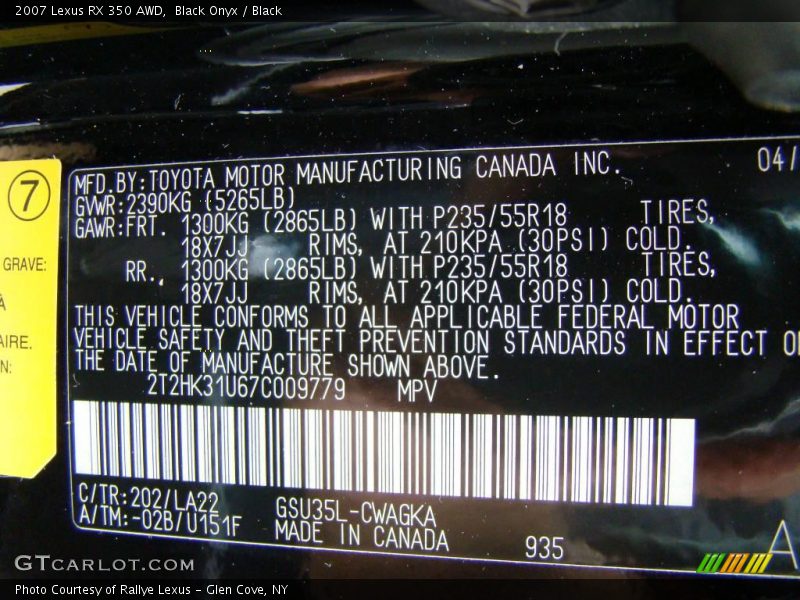 2007 Lexus RX 350 AWD, Black Onyx / Black
MFD.BY:TOYOTA MOTOR MANUFACTURING CANADA INC. 04/
GVWR:2390KG (5265LB)
GAWR:FRT. 1300KG (2865LB) WITH P235/55R18 TIRES,
18X7JJ RIMS, AT 210KPA (30PSI) COLD.
RR., 1300KG (2865LB) WITH P235/55R18 TIRES,
18X7JJ RIMS, AT 210KPA (30PSI) COLD.
THIS VEHICLE CONFORMS TO ALL APPLICABLE FEDERAL MOTOR
VEHICLE SAFETY AND THEFT PREVENTION STANDARDS IN EFFECT O
THE DATE OF MANUFACTURE SHOWN ABOVE.
2T2HK31U67C009779 MPV
C/TR:202/LA22 GSU35L-CWAGKA
A/TM:-02B/U151F MADE IN CANADA 935
A
7
GRAVE:
À
AIRE.
N:
GTCARLOT.COM
Photo Courtesy of Rallye Lexus - Glen Cove, NY